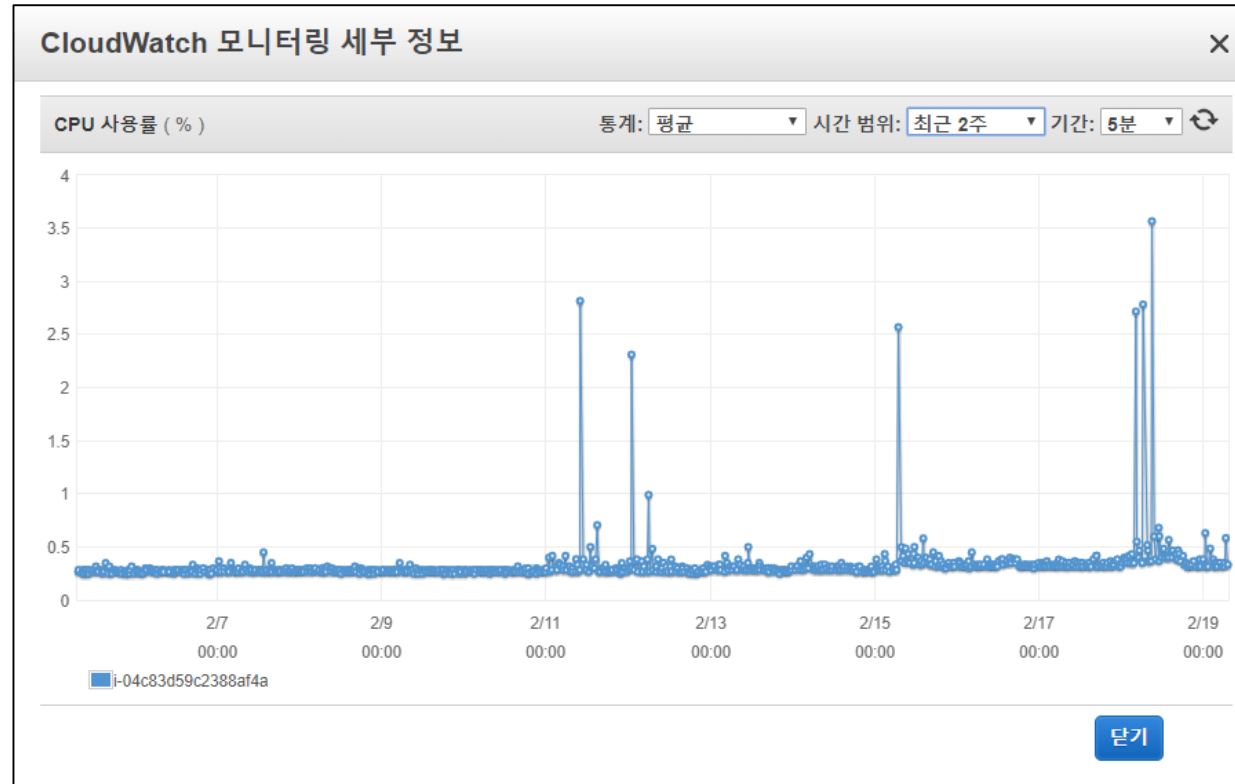 CloudWatch 모니터링 세부 정보 ×
CPU 사용률 ( % ) 통계: 평균 시간 범위: 최근 2주 기간: 5분
4
3.5
3
2.5
2
1.5
1
0.5
0
2/7 2/9 2/11 2/13 2/15 2/17 2/19
00:00 00:00 00:00 00:00 00:00 00:00 00:00
i-04c83d59c2388af4a
닫기